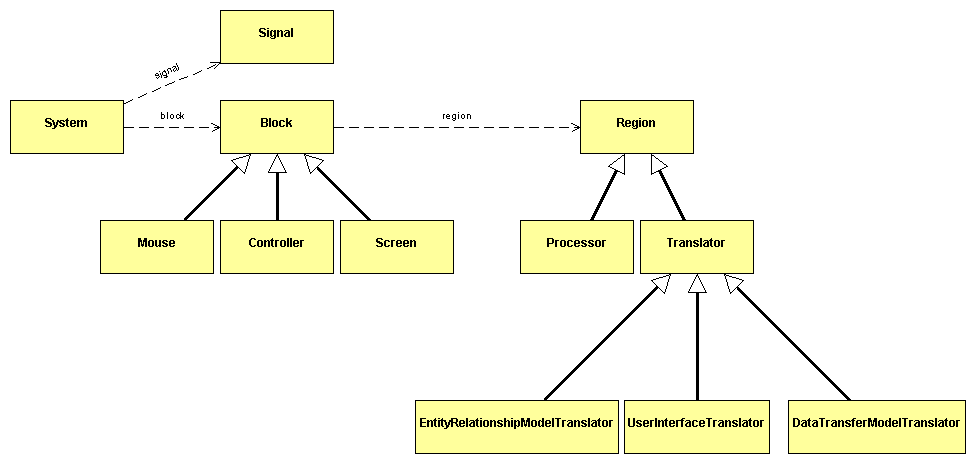 Signal
signal
System
block
Block
region
Region
Mouse
Controller
Screen
Processor
Translator
EntityRelationshipModelTranslator
UserInterfaceTranslator
DataTransferModelTranslator